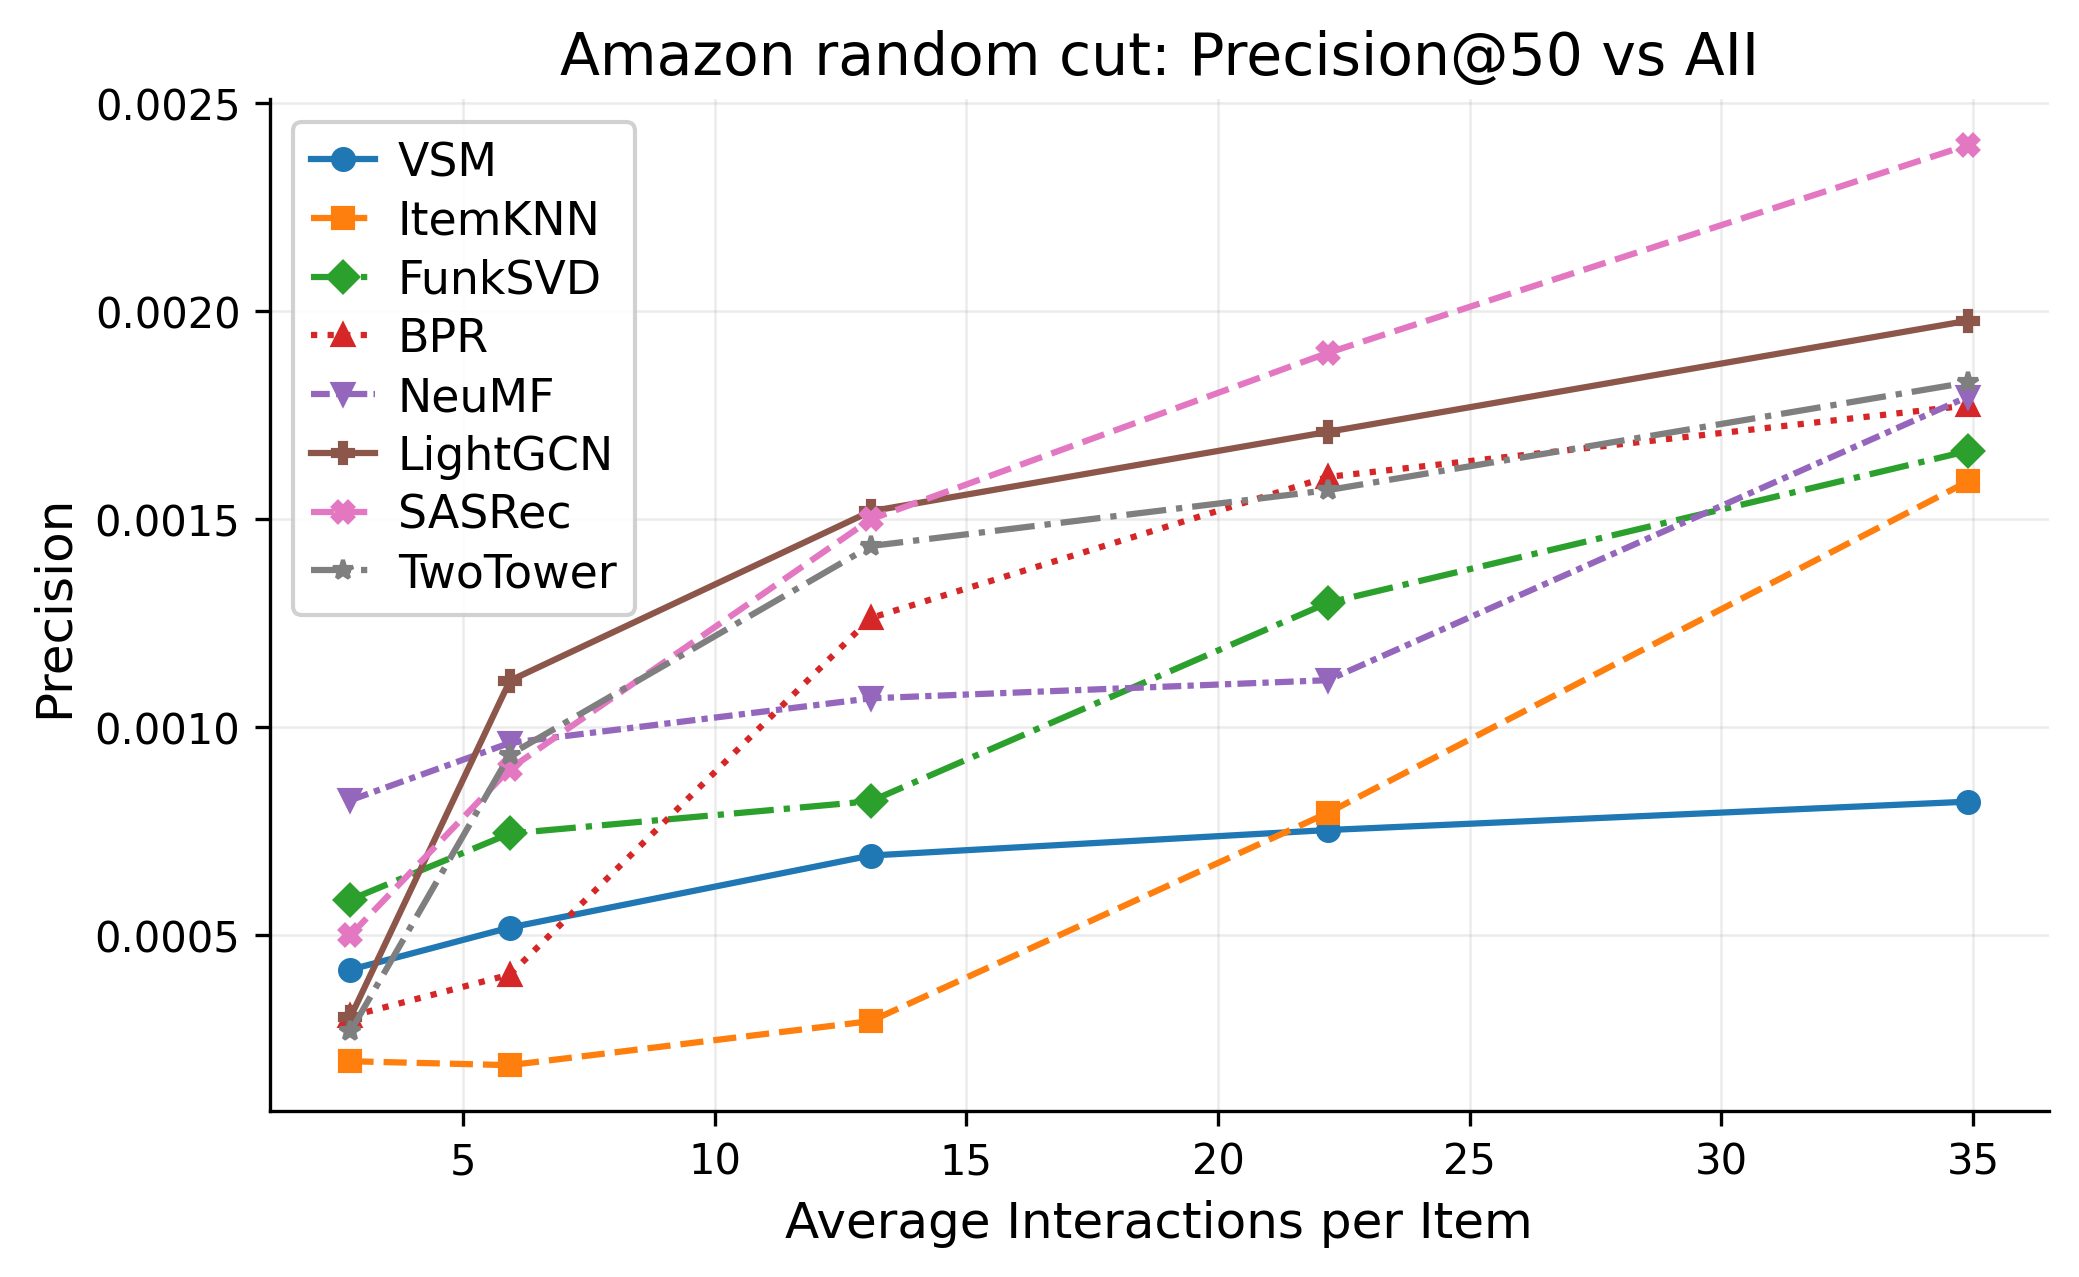 Amazon random cut: Precision@50 vs AII
0.0025
0.0020
0.0015
0.0010
0.0005
Precision
VSM
ItemKNN
FunkSVD
BPR
NeuMF
LightGCN
SASRec
TwoTower
5 10 15 20 25 30 35
Average Interactions per Item